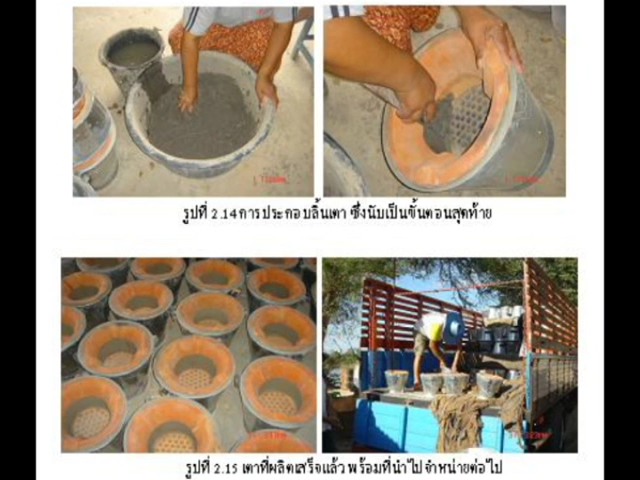 รูปที่ 2.14 การประกอบลิ้นเตา ซึ่งนับเป็นขั้นตอนสุดท้าย
รูปที่ 2.15 เตาที่ผลิตเสร็จแล้ว พร้อมที่นำไปจำหน่ายต่อไป